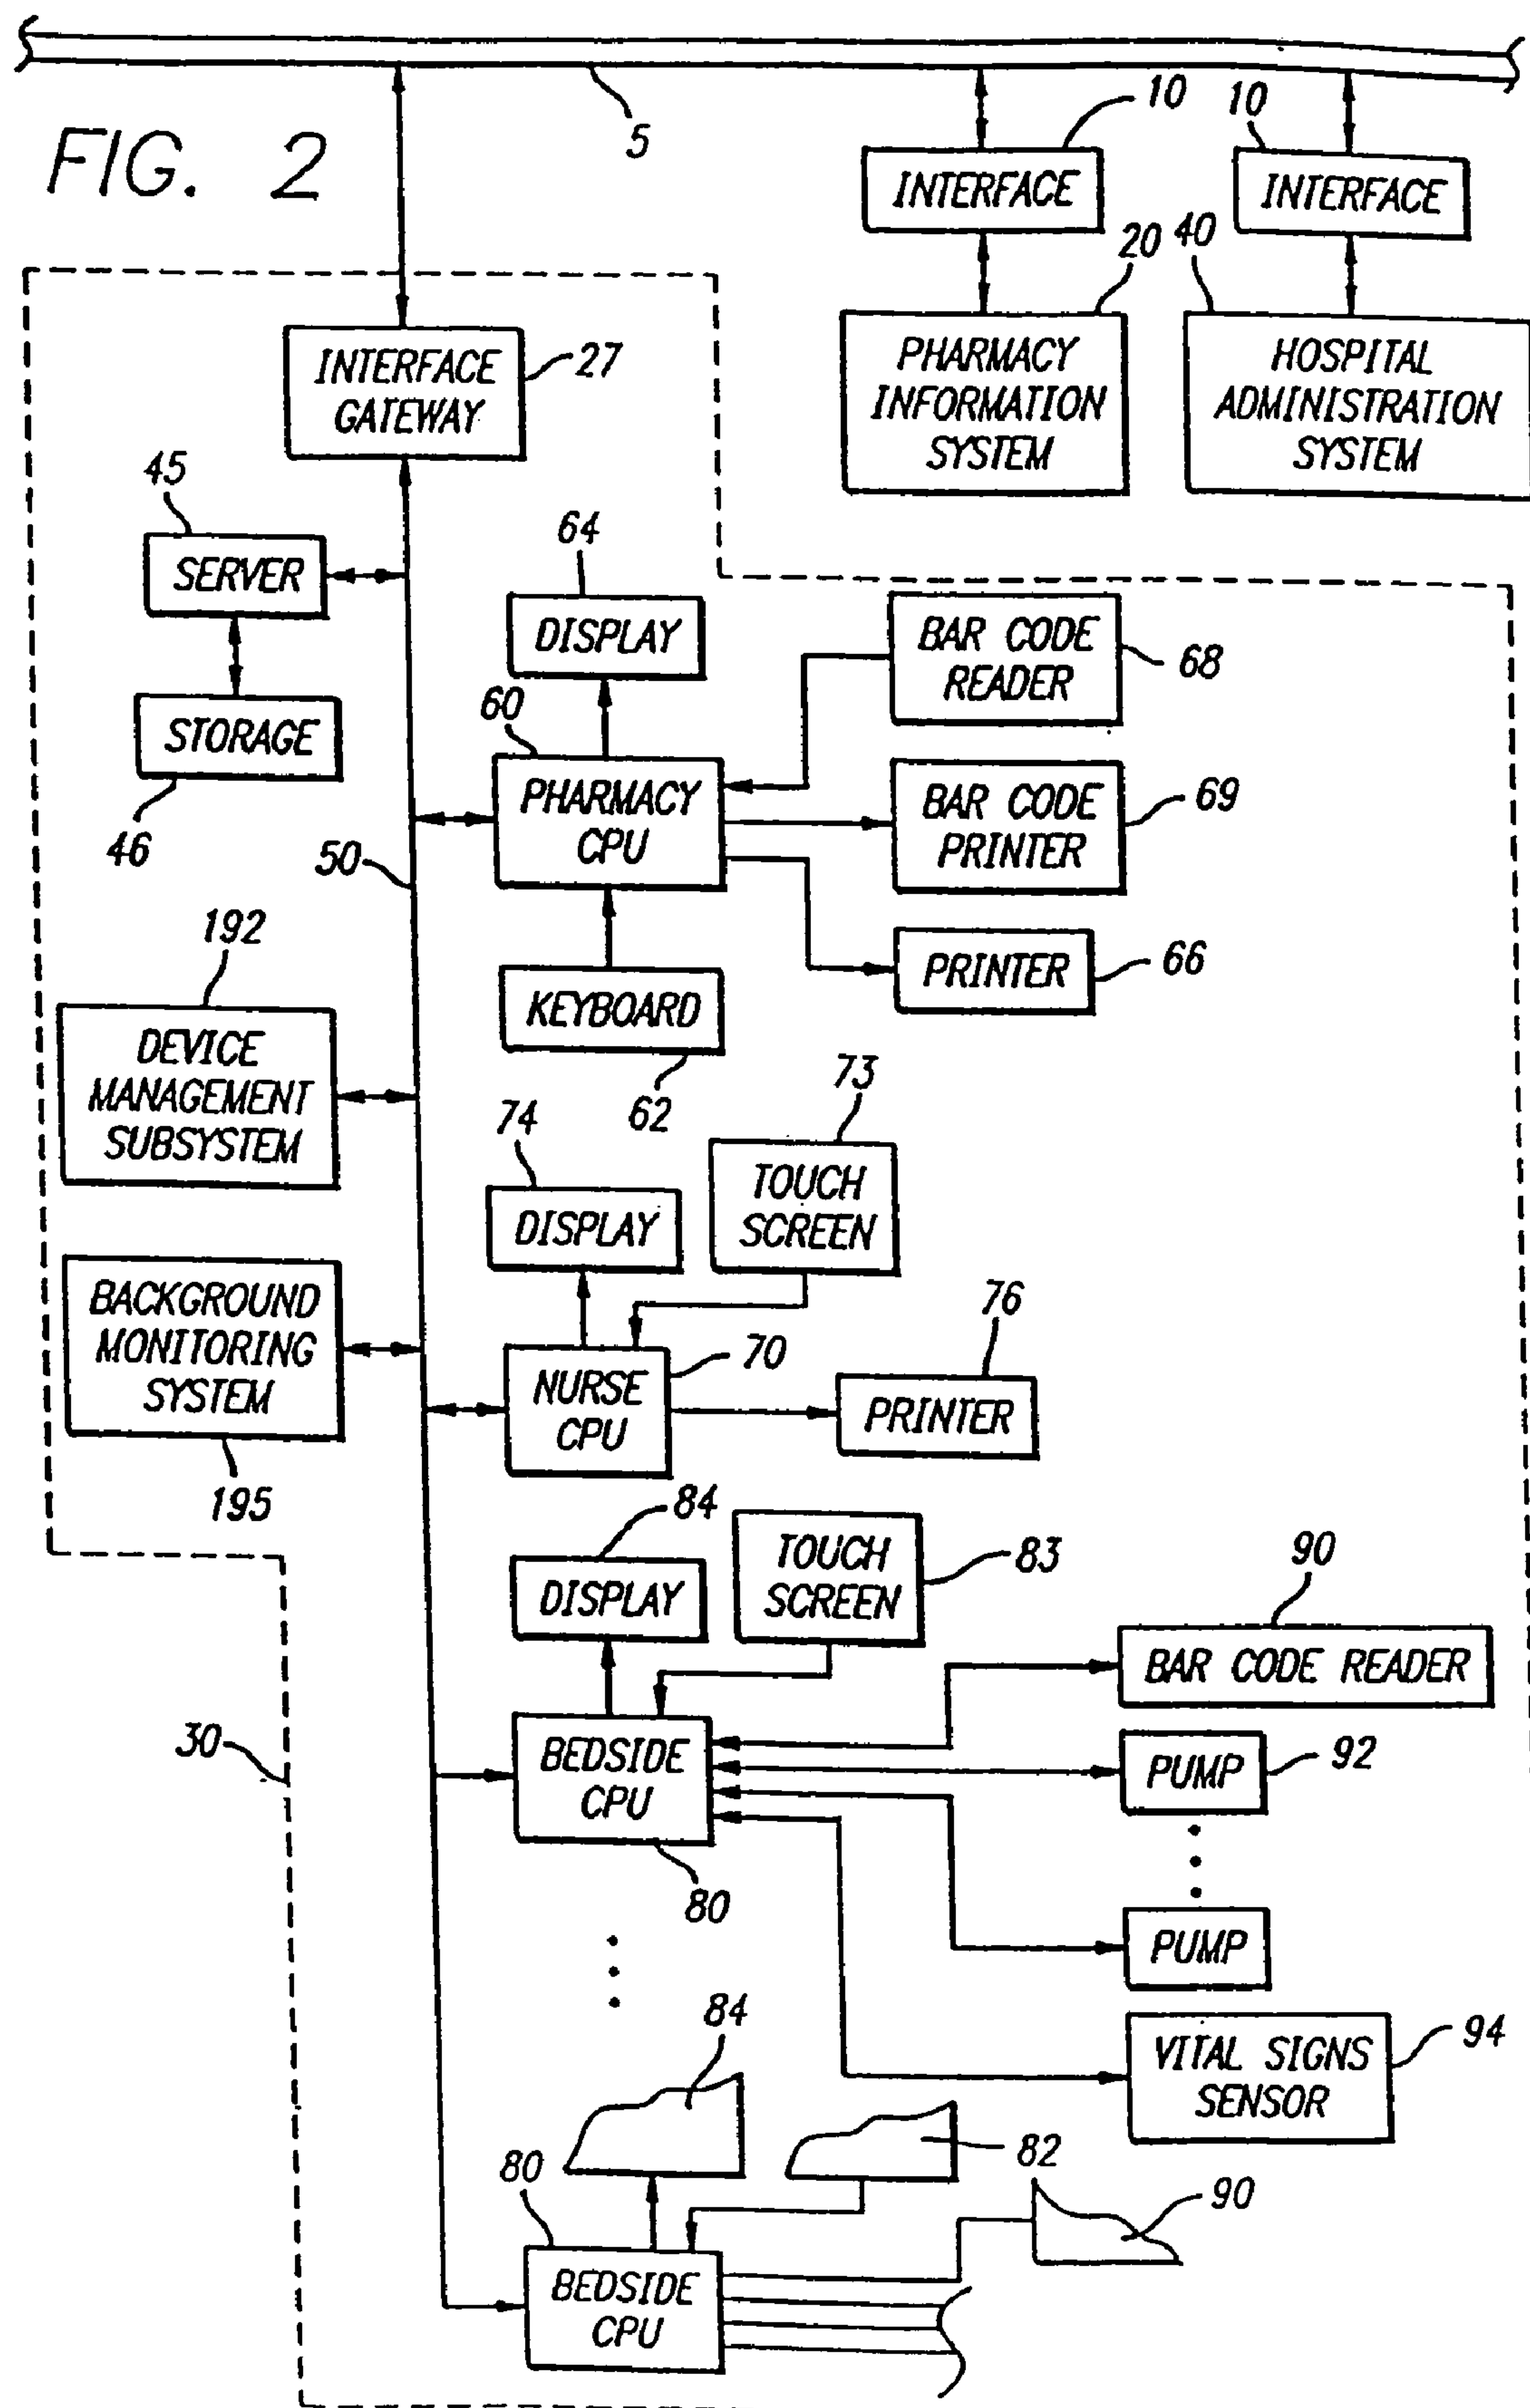 FIG. 2
5
10
10
INTERFACE
INTERFACE
20
40
INTERFACE
GATEWAY
27
PHARMACY
INFORMATION
SYSTEM
HOSPITAL
ADMINISTRATION
SYSTEM
45
SERVER
64
DISPLAY
BAR CODE
READER
68
STORAGE
46
60
PHARMACY
CPU
BAR CODE
PRINTER
69
50
192
PRINTER
66
KEYBOARD
62
DEVICE
MANAGEMENT
SUBSYSTEM
73
74
TOUCH
SCREEN
DISPLAY
BACKGROUND
MONITORING
SYSTEM
195
76
70
NURSE
CPU
PRINTER
84
TOUCH
SCREEN
83
90
DISPLAY
BAR CODE READER
30
BEDSIDE
CPU
80
PUMP
92
PUMP
84
VITAL SIGNS
SENSOR
94
82
80
90
BEDSIDE
CPU